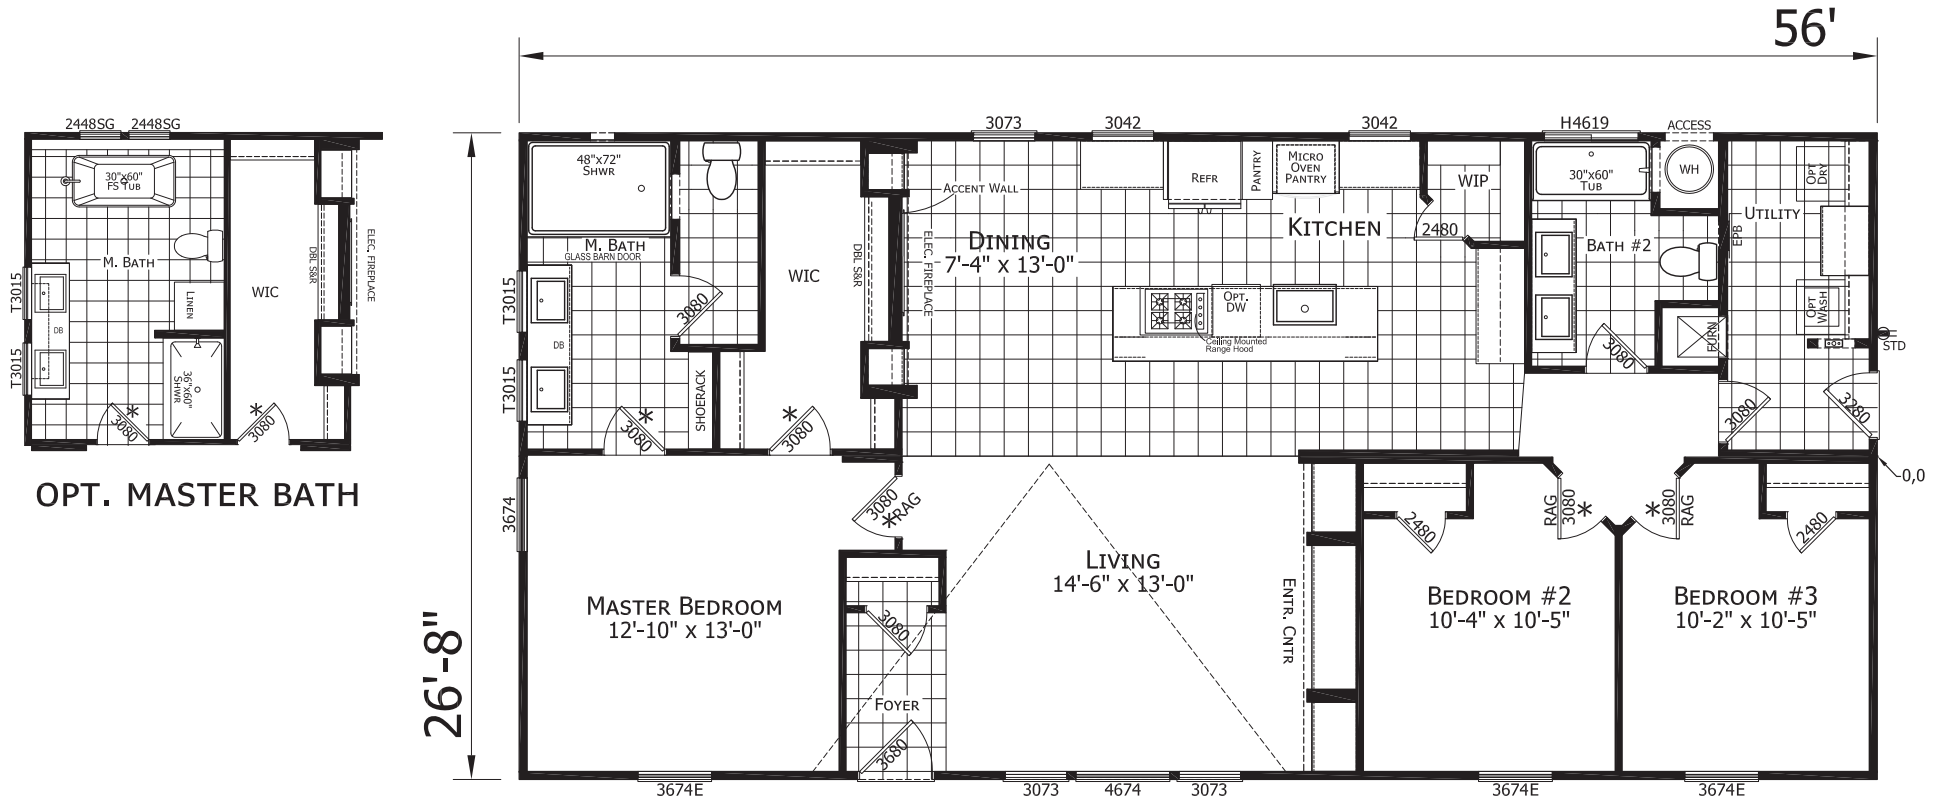 56'
26'-8"
2448SG 2448SG
30"x60"
FS TUB
M. BATH
T3015
T3015
DB
LINEN
WIC
DBL S&R
ELEC. FIREPLACE
36"x60"
SHWR
*
3080
*
3080
OPT. MASTER BATH
3073
3042
3042
H4619
ACCESS
48"x72"
SHWR
M. BATH
GLASS BARN DOOR
T3015
T3015
DB
3080
SHOERACK
*
3080
WIC
DBL S&R
*
3080
ACCENT WALL
ELEC. FIREPLACE
DINING
7'-4" x 13'-0"
REFR
PANTRY
MICRO
OVEN
PANTRY
KITCHEN
WIP
2480
OPT.
DW
Ceiling Mounted
Range Hood
30"x60"
TUB
WH
BATH #2
3080
FURN
EPB
UTILITY
OPT
DRY
OPT
WASH
STD
3080
3280
0,0
3674
MASTER BEDROOM
12'-10" x 13'-0"
3080
*RAG
3080
FOYER
3680
LIVING
14'-6" x 13'-0"
ENTR. CNTR
2480
RAG
3080
*
BEDROOM #2
10'-4" x 10'-5"
*
3080
RAG
2480
BEDROOM #3
10'-2" x 10'-5"
3674E
3073
4674
3073
3674E
3674E